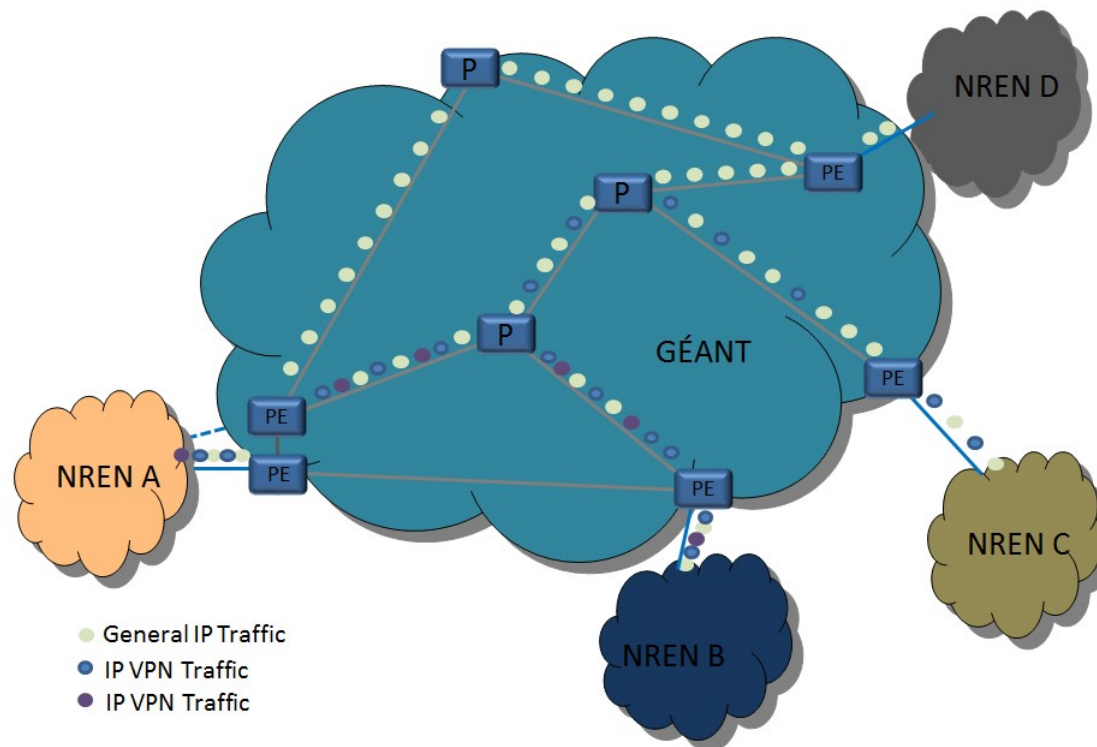 P
NREN D
PE
P
P
GÉANT
PE
PE
NREN A
PE
PE
NREN C
General IP Traffic
IP VPN Traffic
NREN B
IP VPN Traffic